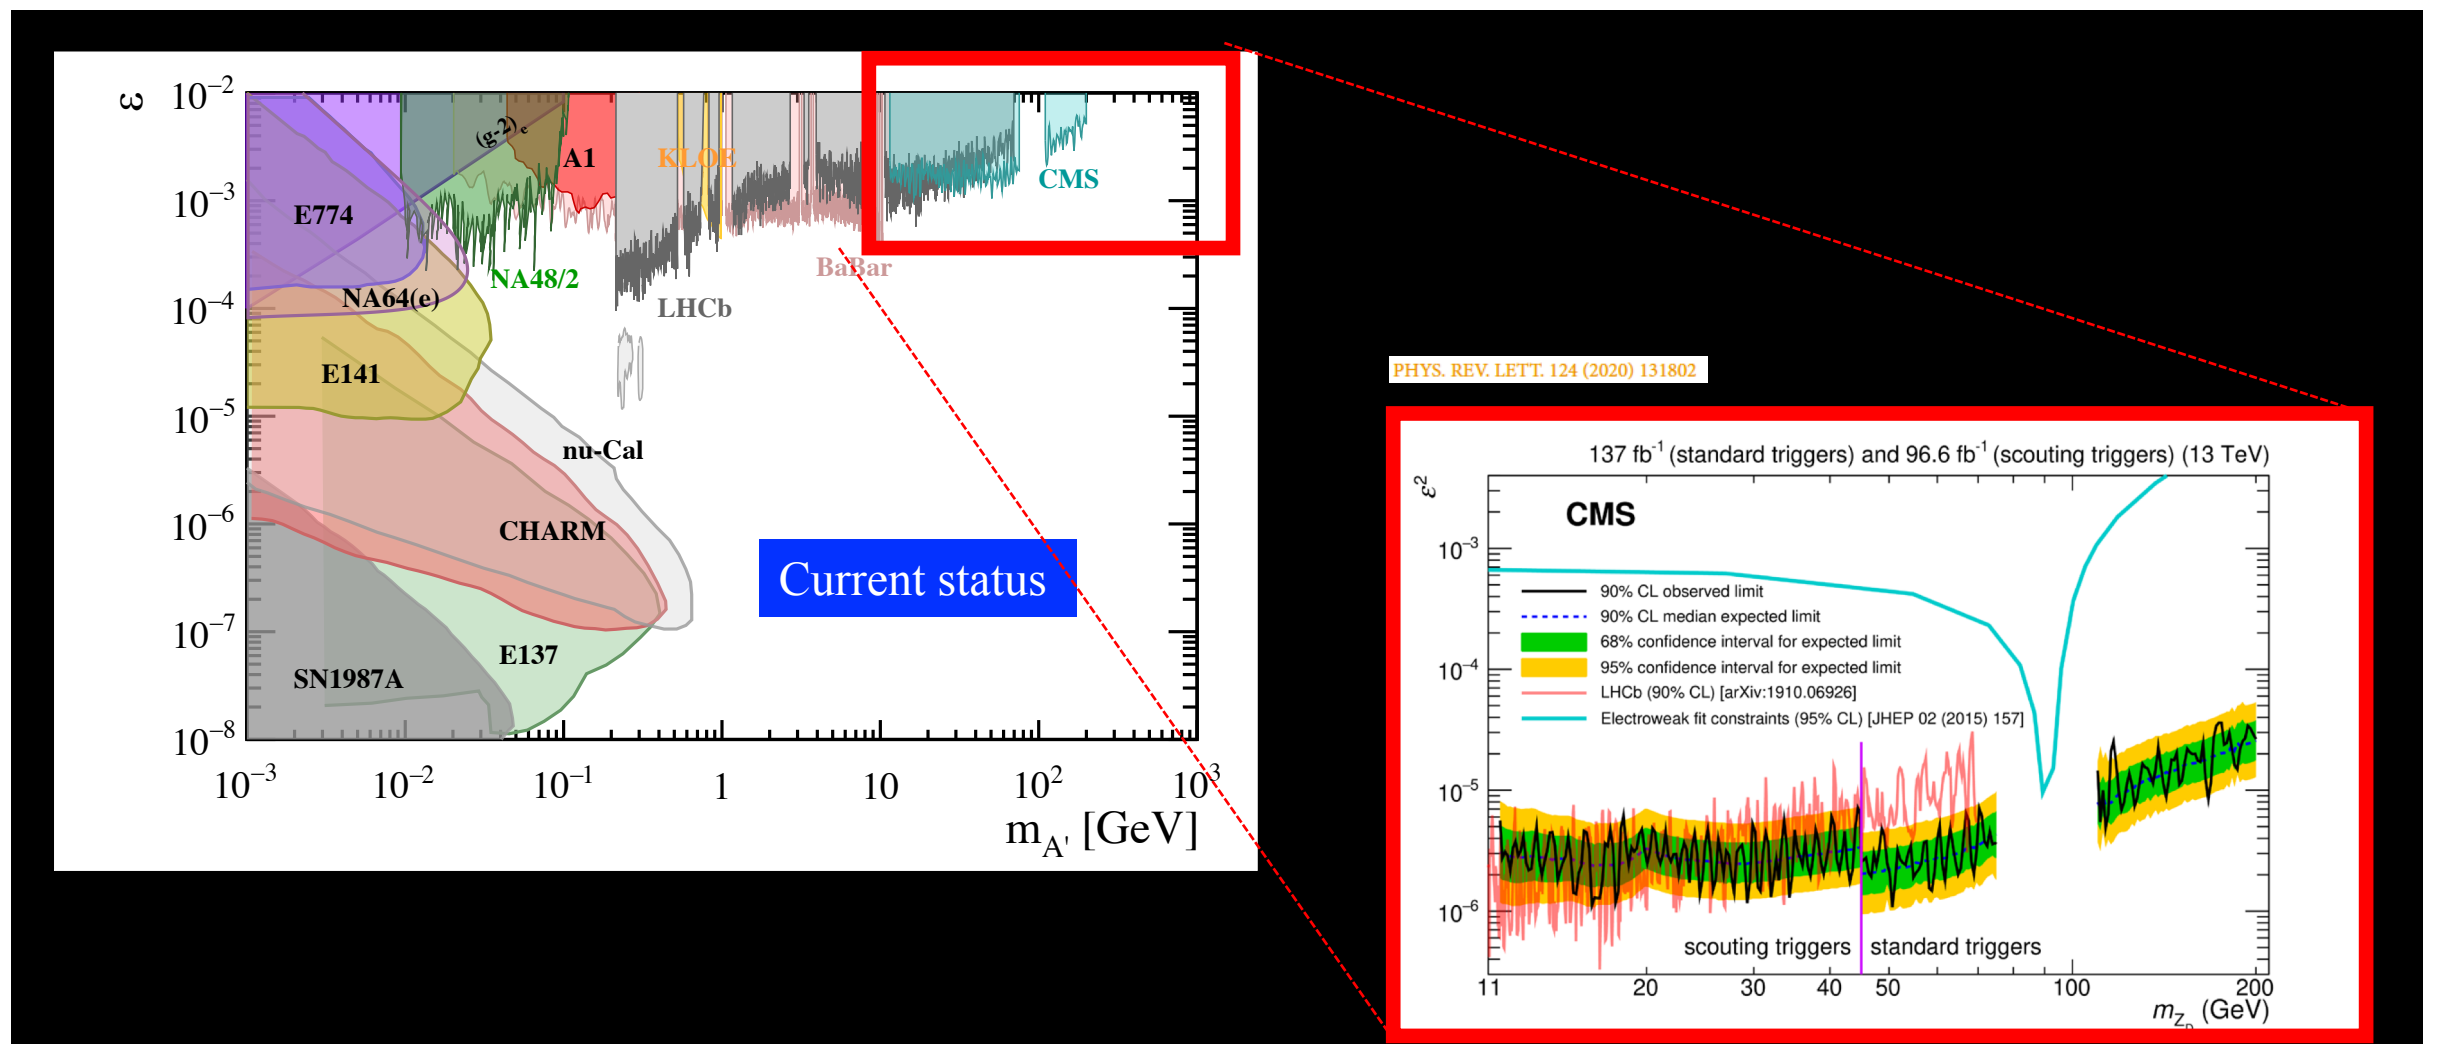 ε
10⁻²
10⁻³
10⁻⁴
10⁻⁵
10⁻⁶
10⁻⁷
10⁻⁸
(g-2)e
A1
KLOE
CMS
E774
NA48/2
BaBar
NA64(e)
LHCb
E141
nu-Cal
CHARM
Current status
E137
SN1987A
10⁻³ 10⁻² 10⁻¹ 1 10 10² 10³
mA' [GeV]
PHYS. REV. LETT. 124 (2020) 131802
137 fb⁻¹ (standard triggers) and 96.6 fb⁻¹ (scouting triggers) (13 TeV)
ε²
CMS
10⁻³
90% CL observed limit
90% CL median expected limit
68% confidence interval for expected limit
10⁻⁴
95% confidence interval for expected limit
LHCb (90% CL) [arXiv:1910.06926]
Electroweak fit constraints (95% CL) [JHEP 02 (2015) 157]
10⁻⁵
10⁻⁶
scouting triggers standard triggers
11 20 30 40 50 100 200
mZD (GeV)